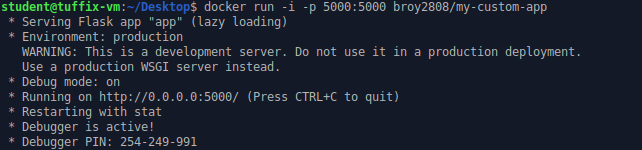 student@tuffix-vm:~/Desktop$ docker run -i -p 5000:5000 broy2808/my-custom-app
 * Serving Flask app "app" (lazy loading)
 * Environment: production
   WARNING: This is a development server. Do not use it in a production deployment.
   Use a production WSGI server instead.
 * Debug mode: on
 * Running on http://0.0.0.0:5000/ (Press CTRL+C to quit)
 * Restarting with stat
 * Debugger is active!
 * Debugger PIN: 254-249-991